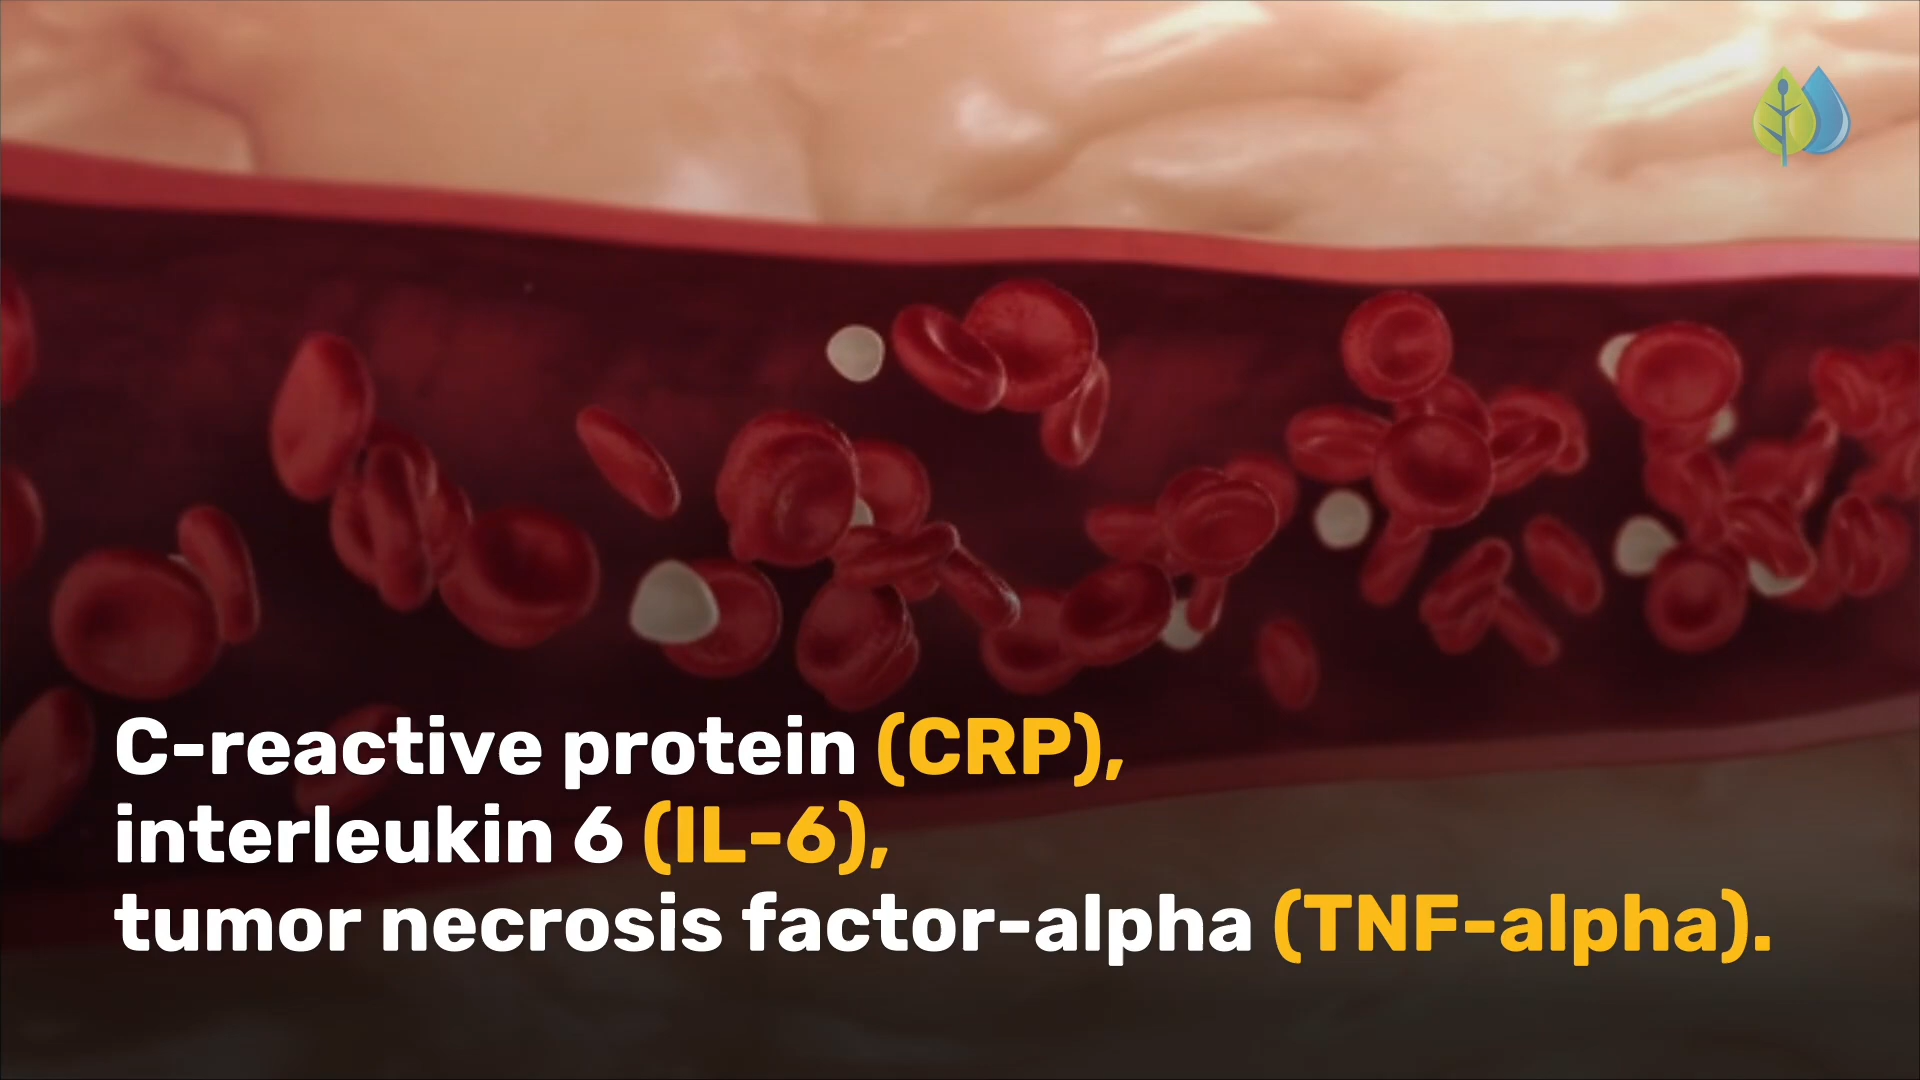 C-reactive protein (CRP),
interleukin 6 (IL-6),
tumor necrosis factor-alpha (TNF-alpha).